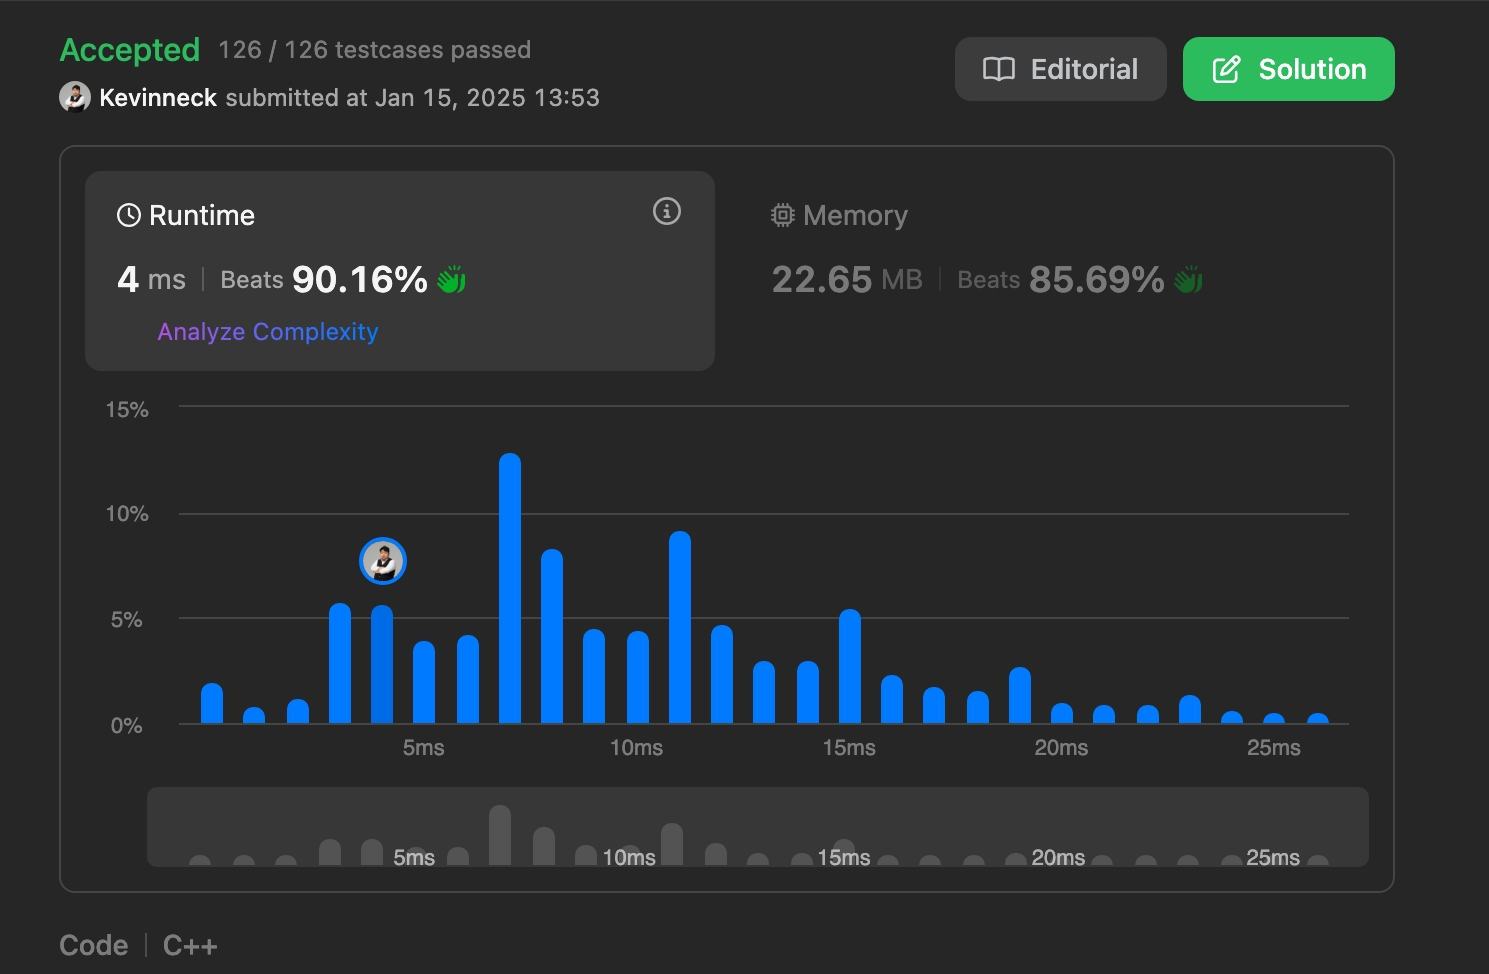 Accepted 126 / 126 testcases passed
Kevinneck submitted at Jan 15, 2025 13:53
Editorial
Solution
Runtime
4 ms | Beats 90.16%
Analyze Complexity
Memory
22.65 MB | Beats 85.69%
15%
10%
5%
0%
5ms 10ms 15ms 20ms 25ms
5ms 10ms 15ms 20ms 25ms
Code | C++